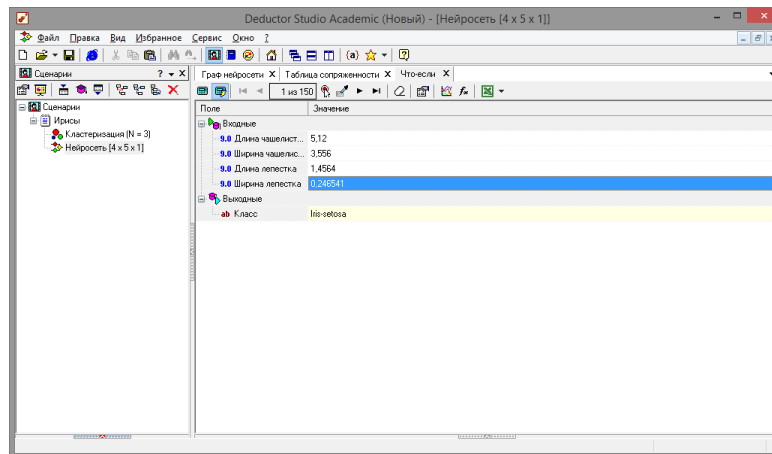 Deductor Studio Academic (Новый) - [Нейросеть [4 x 5 x 1]]
Файл Правка Вид Избранное Сервис Окно ?
Сценарии ? X
Граф нейросети X Таблица сопряженности X Что-если X
1 из 150
Сценарии
Ирисы
Кластеризация (N = 3)
Нейросеть [4 x 5 x 1]
Поле Значение
Входные
9.0 Длина чашелист... 5,12
9.0 Ширина чашелис... 3,556
9.0 Длина лепестка 1,4564
9.0 Ширина лепестка 0,246541
Выходные
ab Класс Iris-setosa